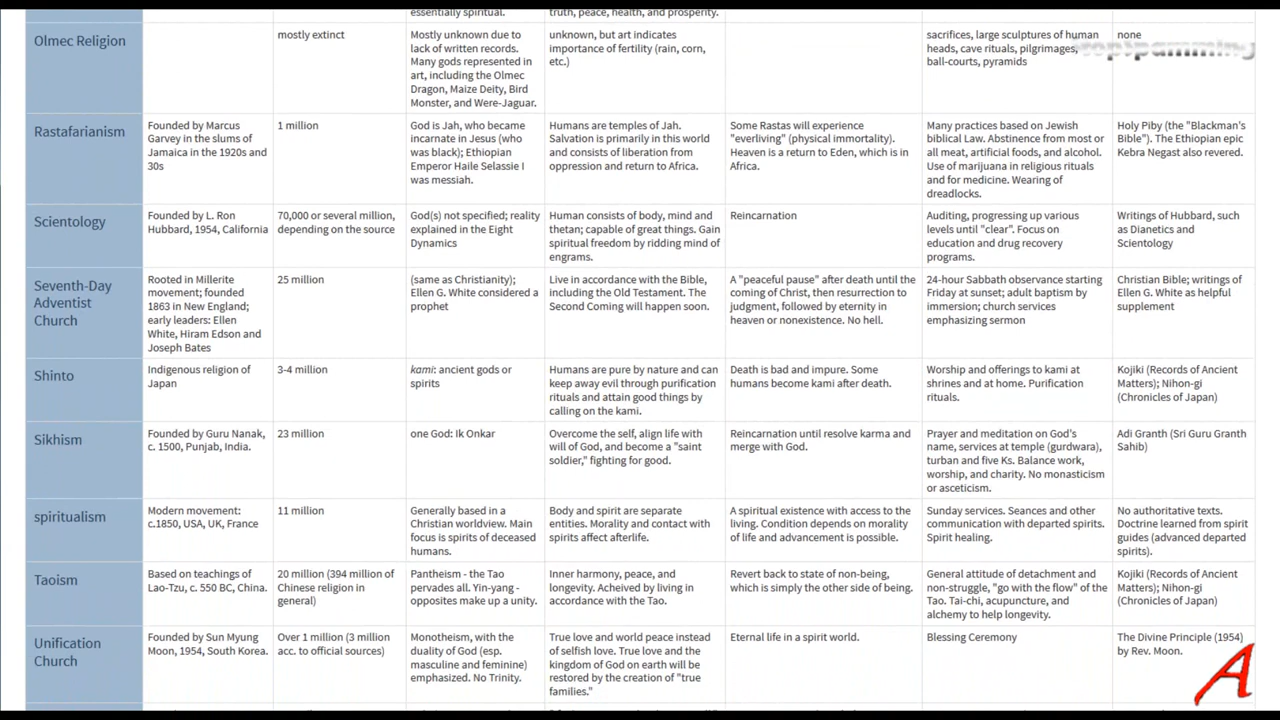 essentially spiritual.
truth, peace, health, and prosperity.
Olmec Religion
mostly extinct
Mostly unknown due to
lack of written records.
Many gods represented in
art, including the Olmec
Dragon, Maize Deity, Bird
Monster, and Were-Jaguar.
unknown, but art indicates
importance of fertility (rain, corn,
etc.)
sacrifices, large sculptures of human
heads, cave rituals, pilgrimages,
ball-courts, pyramids
none
Rastafarianism
Founded by Marcus
Garvey in the slums of
Jamaica in the 1920s and
30s
1 million
God is Jah, who became
incarnate in Jesus (who
was black); Ethiopian
Emperor Haile Selassie I
was messiah.
Humans are temples of Jah.
Salvation is primarily in this world
and consists of liberation from
oppression and return to Africa.
Some Rastas will experience
"everliving" (physical immortality).
Heaven is a return to Eden, which is in
Africa.
Many practices based on Jewish
biblical Law. Abstinence from most or
all meat, artificial foods, and alcohol.
Use of marijuana in religious rituals
and for medicine. Wearing of
dreadlocks.
Holy Piby (the "Blackman's
Bible"). The Ethiopian epic
Kebra Negast also revered.
Scientology
Founded by L. Ron
Hubbard, 1954, California
70,000 or several million,
depending on the source
God(s) not specified; reality
explained in the Eight
Dynamics
Human consists of body, mind and
thetan; capable of great things. Gain
spiritual freedom by ridding mind of
engrams.
Reincarnation
Auditing, progressing up various
levels until "clear". Focus on
education and drug recovery
programs.
Writings of Hubbard, such
as Dianetics and
Scientology
Seventh-Day
Adventist
Church
Rooted in Millerite
movement; founded
1863 in New England;
early leaders: Ellen
White, Hiram Edson and
Joseph Bates
25 million
(same as Christianity);
Ellen G. White considered a
prophet
Live in accordance with the Bible,
including the Old Testament. The
Second Coming will happen soon.
A "peaceful pause" after death until the
coming of Christ, then resurrection to
judgment, followed by eternity in
heaven or nonexistence. No hell.
24-hour Sabbath observance starting
Friday at sunset; adult baptism by
immersion; church services
emphasizing sermon
Christian Bible; writings of
Ellen G. White as helpful
supplement
Shinto
Indigenous religion of
Japan
3-4 million
kami: ancient gods or
spirits
Humans are pure by nature and can
keep away evil through purification
rituals and attain good things by
calling on the kami.
Death is bad and impure. Some
humans become kami after death.
Worship and offerings to kami at
shrines and at home. Purification
rituals.
Kojiki (Records of Ancient
Matters); Nihon-gi
(Chronicles of Japan)
Sikhism
Founded by Guru Nanak,
c. 1500, Punjab, India.
23 million
one God: Ik Onkar
Overcome the self, align life with
will of God, and become a "saint
soldier," fighting for good.
Reincarnation until resolve karma and
merge with God.
Prayer and meditation on God's
name, services at temple (gurdwara),
turban and five Ks. Balance work,
worship, and charity. No monasticism
or asceticism.
Adi Granth (Sri Guru Granth
Sahib)
spiritualism
Modern movement:
c.1850, USA, UK, France
11 million
Generally based in a
Christian worldview. Main
focus is spirits of deceased
humans.
Body and spirit are separate
entities. Morality and contact with
spirits affect afterlife.
A spiritual existence with access to the
living. Condition depends on morality
of life and advancement is possible.
Sunday services. Seances and other
communication with departed spirits.
Spirit healing.
No authoritative texts.
Doctrine learned from spirit
guides (advanced departed
spirits).
Taoism
Based on teachings of
Lao-Tzu, c. 550 BC, China.
20 million (394 million of
Chinese religion in
general)
Pantheism - the Tao
pervades all. Yin-yang -
opposites make up a unity.
Inner harmony, peace, and
longevity. Acheived by living in
accordance with the Tao.
Revert back to state of non-being,
which is simply the other side of being.
General attitude of detachment and
non-struggle, "go with the flow" of the
Tao. Tai-chi, acupuncture, and
alchemy to help longevity.
Kojiki (Records of Ancient
Matters); Nihon-gi
(Chronicles of Japan)
Unification
Church
Founded by Sun Myung
Moon, 1954, South Korea.
Over 1 million (3 million
acc. to official sources)
Monotheism, with the
duality of God (esp.
masculine and feminine)
emphasized. No Trinity.
True love and world peace instead
of selfish love. True love and the
kingdom of God on earth will be
restored by the creation of "true
families."
Eternal life in a spirit world.
Blessing Ceremony
The Divine Principle (1954)
by Rev. Moon.
A